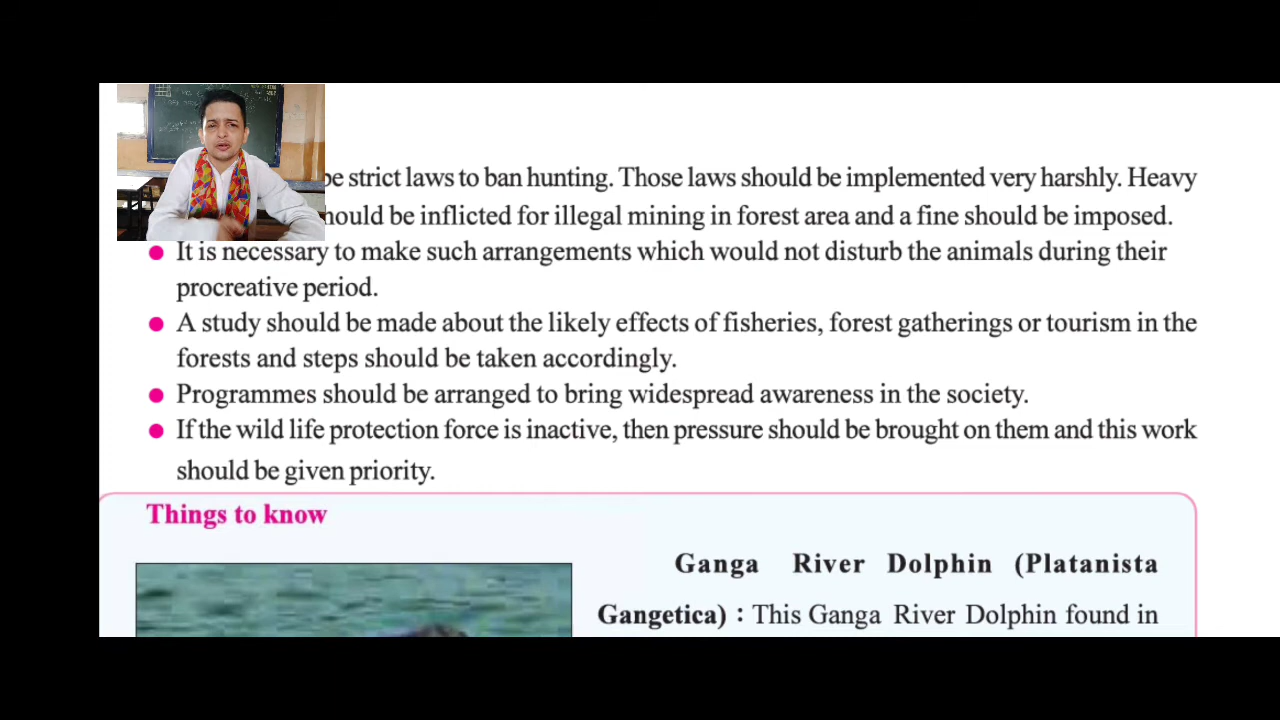 be strict laws to ban hunting. Those laws should be implemented very harshly. Heavy
should be inflicted for illegal mining in forest area and a fine should be imposed.
It is necessary to make such arrangements which would not disturb the animals during their
procreative period.
A study should be made about the likely effects of fisheries, forest gatherings or tourism in the
forests and steps should be taken accordingly.
Programmes should be arranged to bring widespread awareness in the society.
If the wild life protection force is inactive, then pressure should be brought on them and this work
should be given priority.
Things to know
Ganga River Dolphin (Platanista
Gangetica) : This Ganga River Dolphin found in